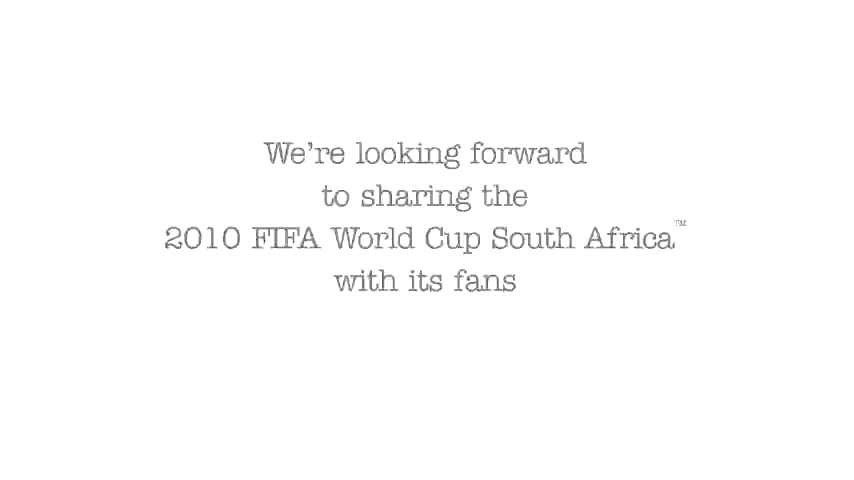 We're looking forward
to sharing the
2010 FIFA World Cup South Africa™
with its fans